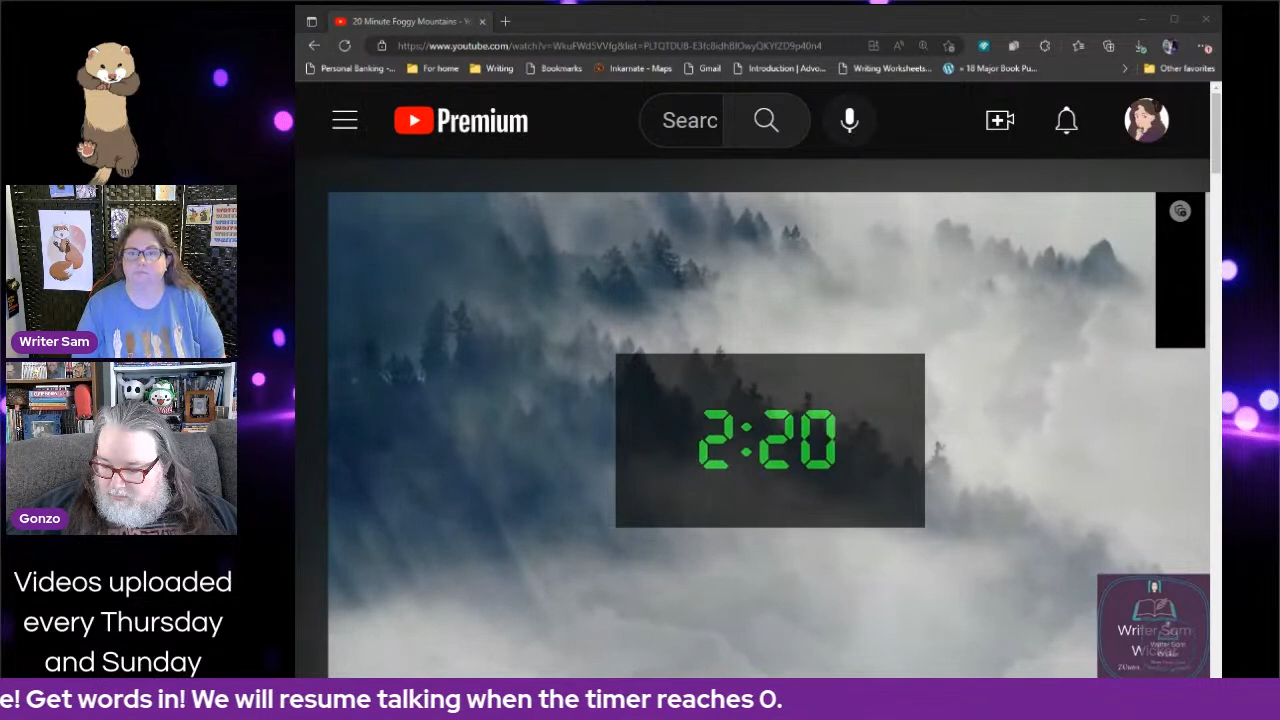 20 Minute Foggy Mountains - Y
https://www.youtube.com/watch?v=WkuFWd5VVfg&list=PLTQTDUB-E3fc8idhBlOwyQKYfZD9p40n4
Personal Banking -... For home Writing Bookmarks Inkarnate - Maps Gmail Introduction | Advo... Writing Worksheets... » 18 Major Book Pu... Other favorites
Premium
Searc
2:20
Writer Sam
Gonzo
Videos uploaded
every Thursday
and Sunday
Writer Sam
e! Get words in! We will resume talking when the timer reaches 0.